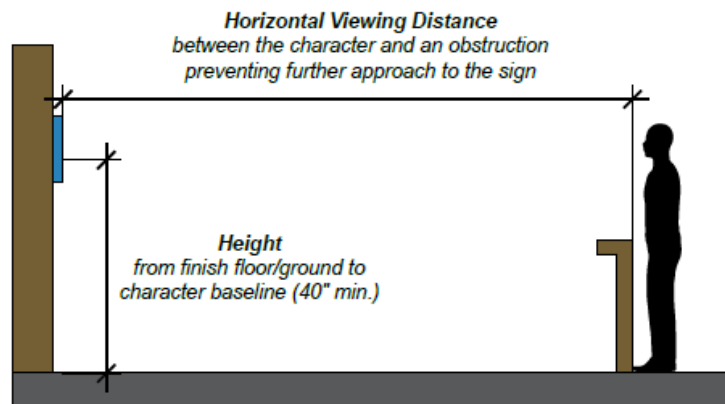 Horizontal Viewing Distance
between the character and an obstruction
preventing further approach to the sign
Height
from finish floor/ground to
character baseline (40" min.)